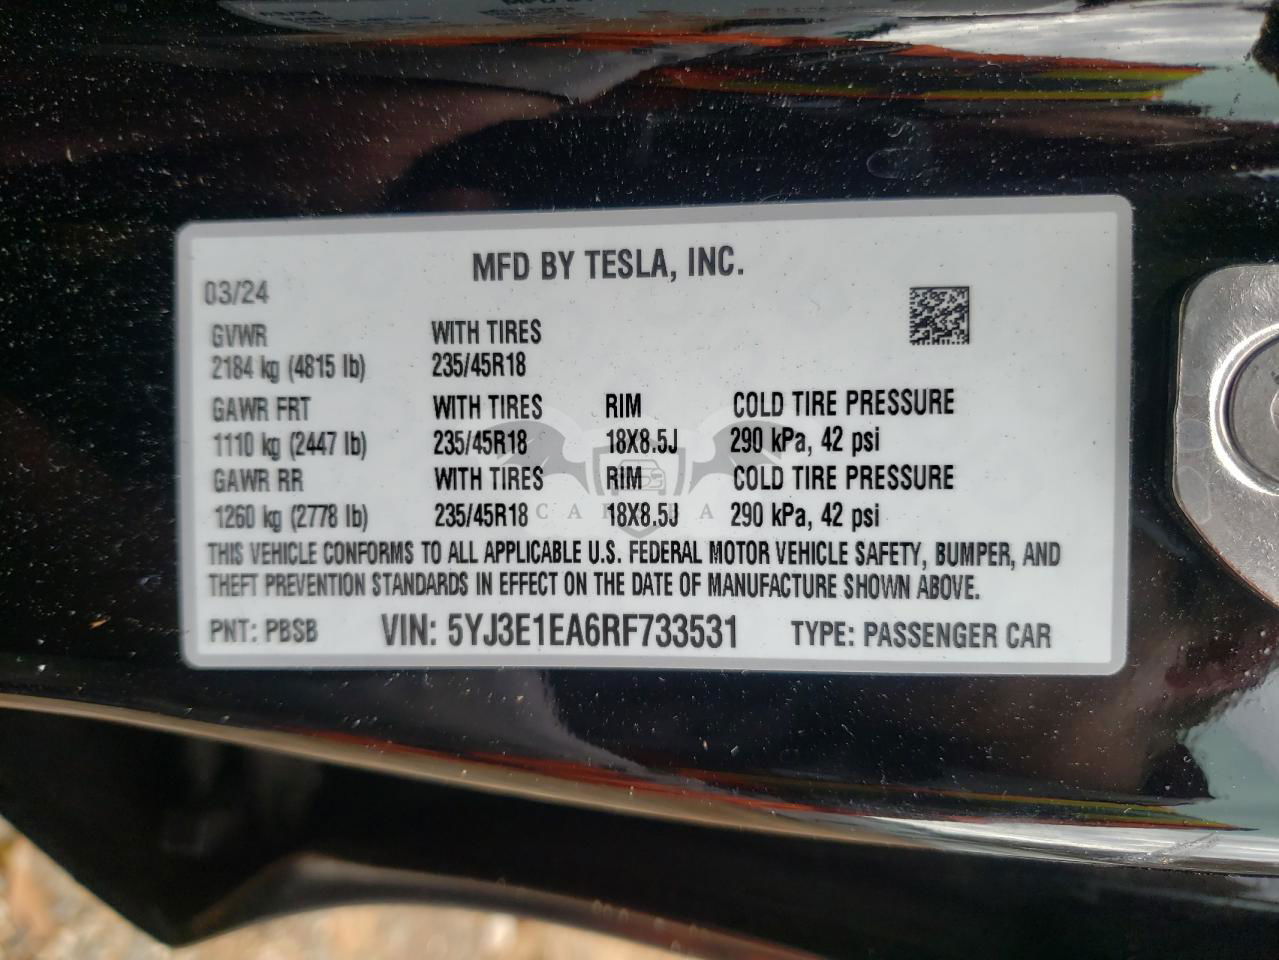 MFD BY TESLA, INC.
03/24
GVWR WITH TIRES
2184 kg (4815 lb) 235/45R18
GAWR FRT WITH TIRES RIM COLD TIRE PRESSURE
1110 kg (2447 lb) 235/45R18 18X8.5J 290 kPa, 42 psi
GAWR RR WITH TIRES RIM COLD TIRE PRESSURE
1260 kg (2778 lb) 235/45R18 18X8.5J 290 kPa, 42 psi
THIS VEHICLE CONFORMS TO ALL APPLICABLE U.S. FEDERAL MOTOR VEHICLE SAFETY, BUMPER, AND
THEFT PREVENTION STANDARDS IN EFFECT ON THE DATE OF MANUFACTURE SHOWN ABOVE.
PNT: PBSB VIN: 5YJ3E1EA6RF733531 TYPE: PASSENGER CAR